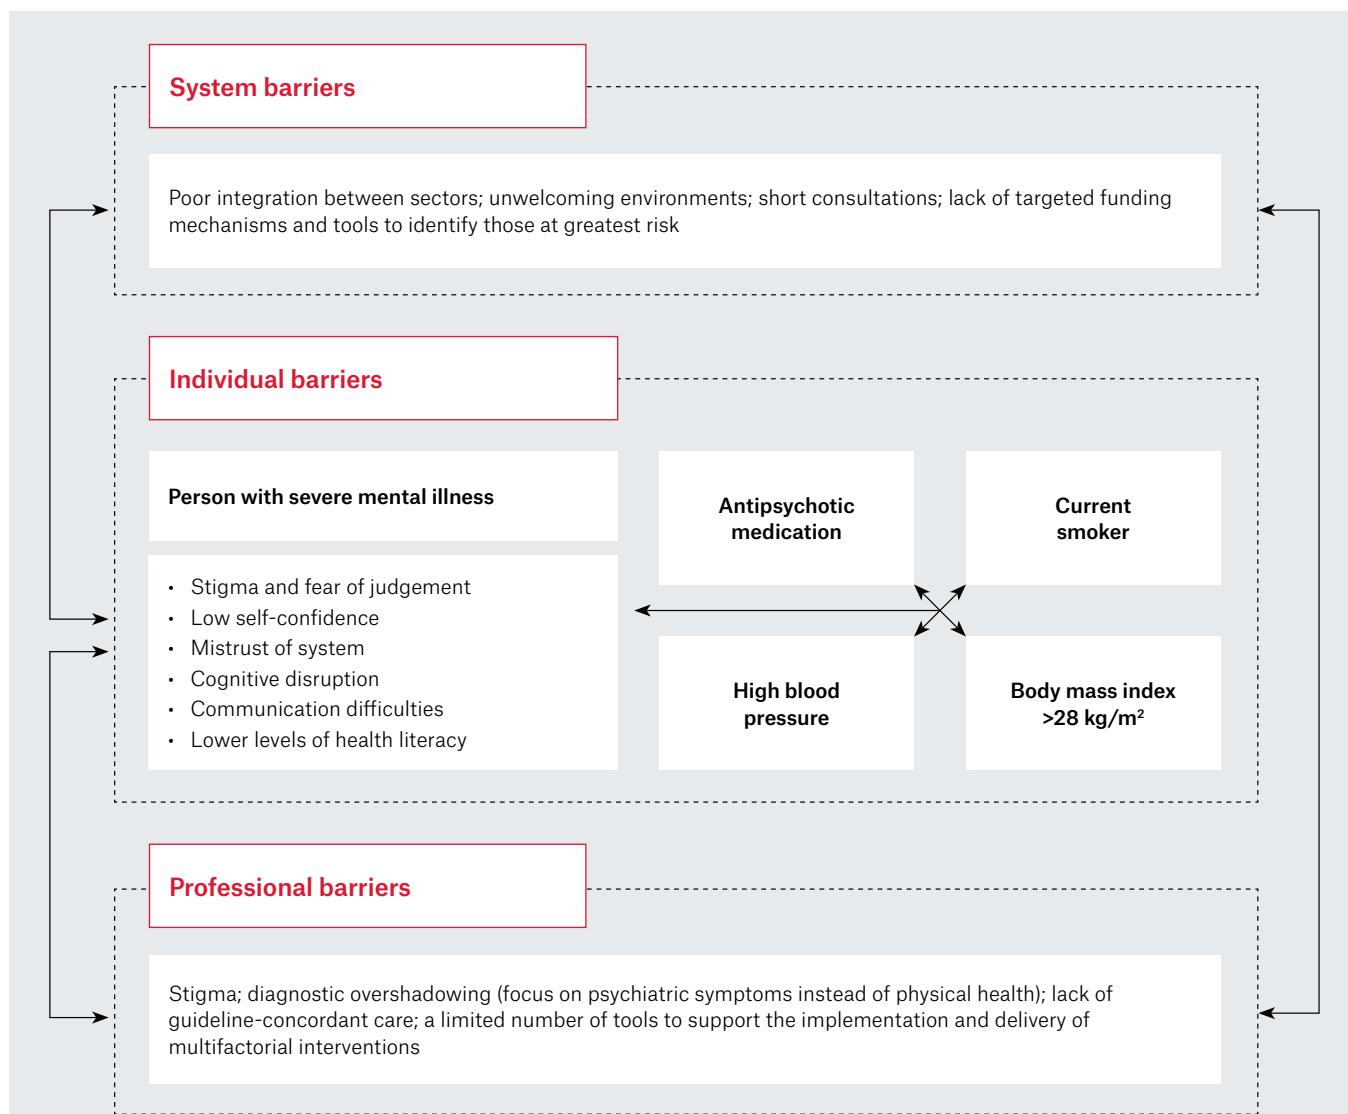 System barriers
Poor integration between sectors; unwelcoming environments; short consultations; lack of targeted funding
mechanisms and tools to identify those at greatest risk
Individual barriers
Person with severe mental illness
• Stigma and fear of judgement
• Low self-confidence
• Mistrust of system
• Cognitive disruption
• Communication difficulties
• Lower levels of health literacy
Antipsychotic
medication
Current
smoker
High blood
pressure
Body mass index
>28 kg/m²
Professional barriers
Stigma; diagnostic overshadowing (focus on psychiatric symptoms instead of physical health); lack of
guideline-concordant care; a limited number of tools to support the implementation and delivery of
multifactorial interventions